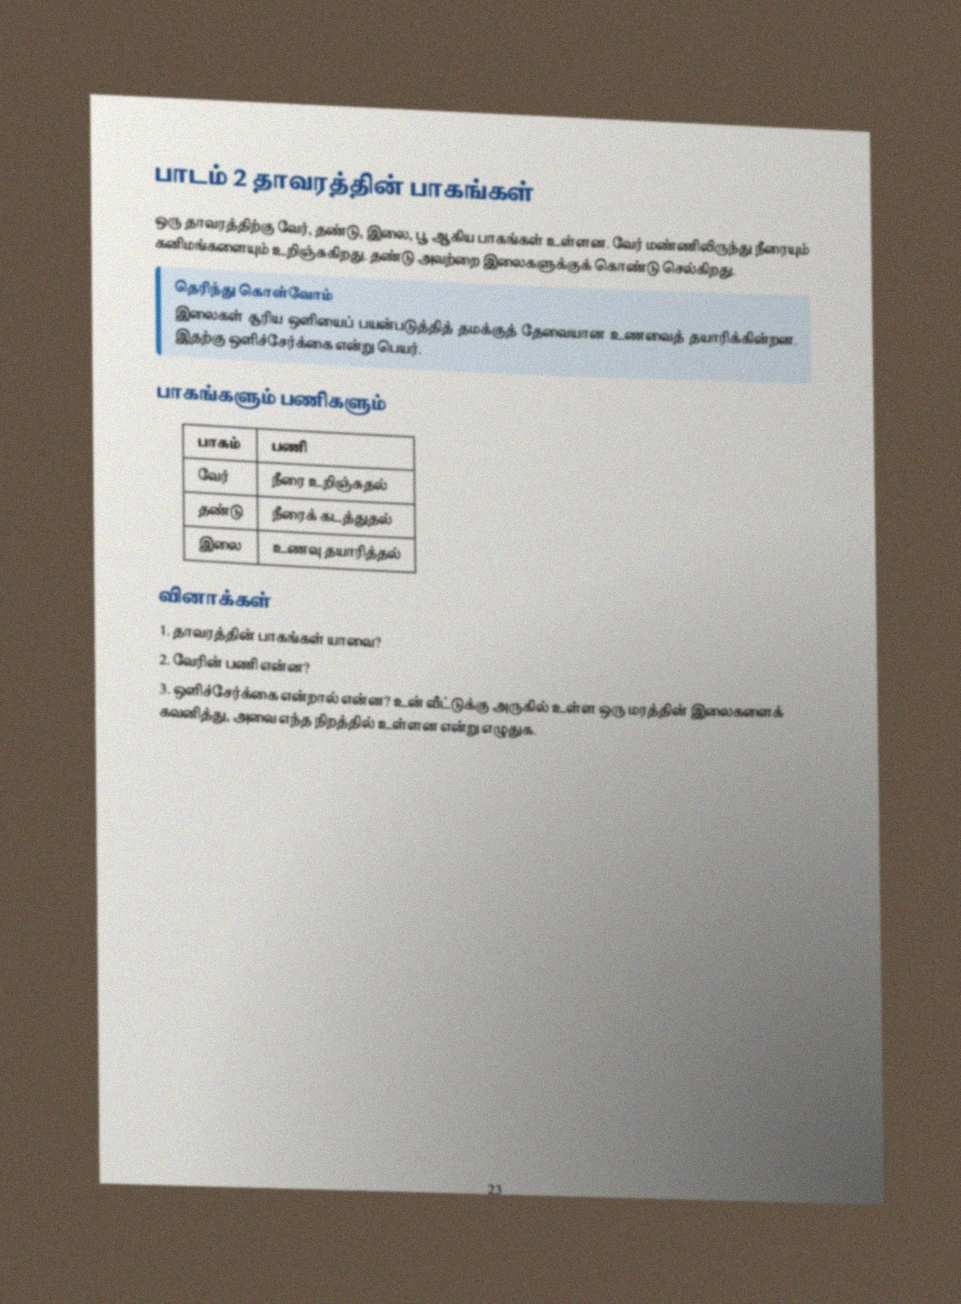 பாடம் 2 தாவரத்தின் பாகங்கள்
ஒரு தாவரத்திற்கு வேர், தண்டு, இலை, பூ ஆகிய பாகங்கள் உள்ளன. வேர் மண்ணிலிருந்து நீரையும்
கனிமங்களையும் உறிஞ்சுகிறது. தண்டு அவற்றை இலைகளுக்குக் கொண்டு செல்கிறது.
தெரிந்து கொள்வோம்
இலைகள் சூரிய ஒளியைப் பயன்படுத்தித் தமக்குத் தேவையான உணவைத் தயாரிக்கின்றன.
இதற்கு ஒளிச்சேர்க்கை என்று பெயர்.
பாகங்களும் பணிகளும்
பாகம் பணி
வேர் நீரை உறிஞ்சுதல்
தண்டு நீரைக் கடத்துதல்
இலை உணவு தயாரித்தல்
வினாக்கள்
1. தாவரத்தின் பாகங்கள் யாவை?
2. வேரின் பணி என்ன?
3. ஒளிச்சேர்க்கை என்றால் என்ன? உன் வீட்டுக்கு அருகில் உள்ள ஒரு மரத்தின் இலைகளைக்
கவனித்து, அவை எந்த நிறத்தில் உள்ளன என்று எழுதுக.
23